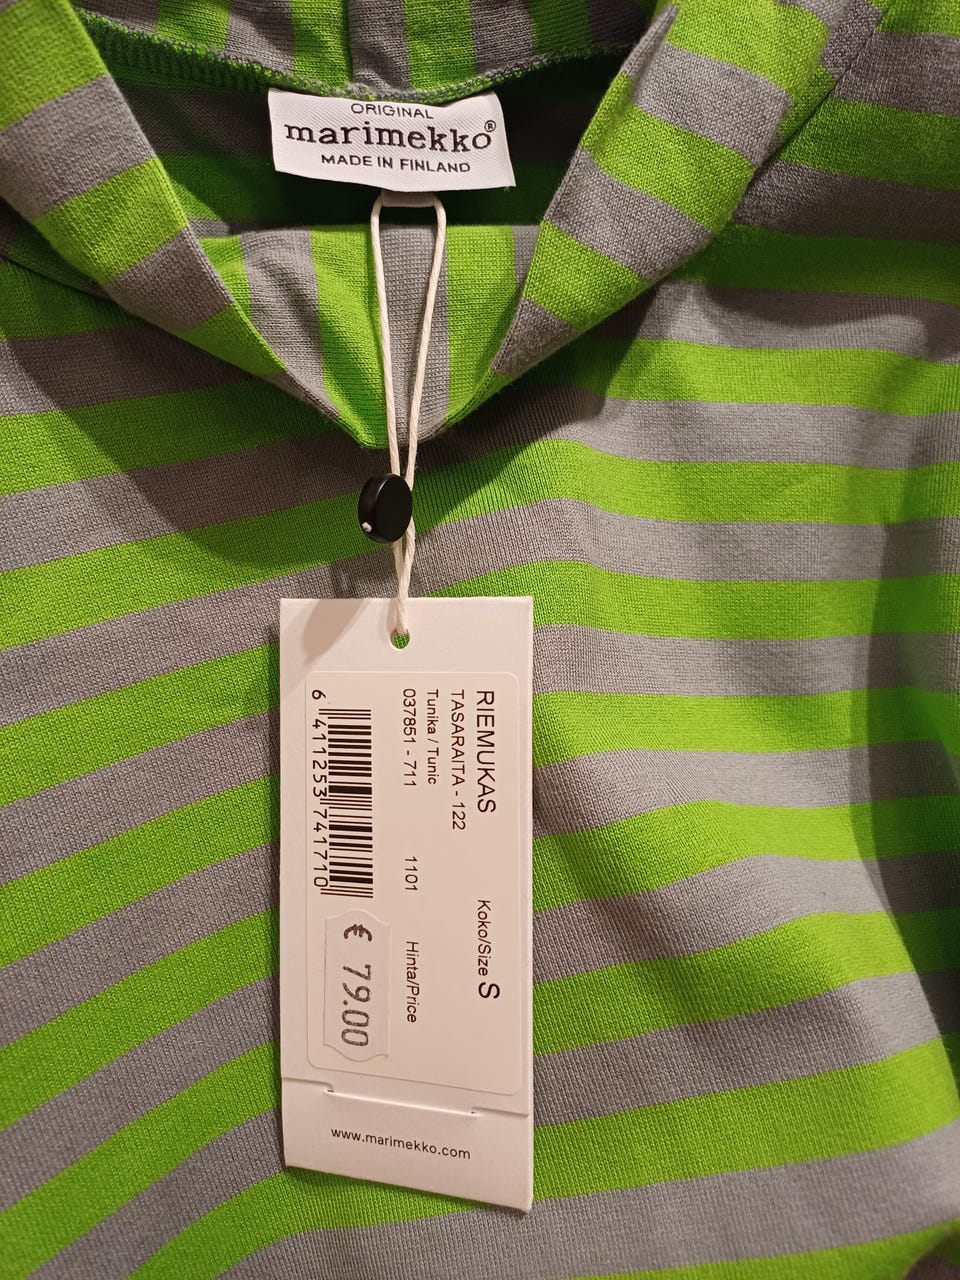 ORIGINAL
marimekko®
MADE IN FINLAND
RIEMUKAS
Koko/Size S
TASARAITA - 122
Tunika / Tunic
037851 - 711
1101
Hinta/Price
6 411253 741710
€ 79.00
www.marimekko.com